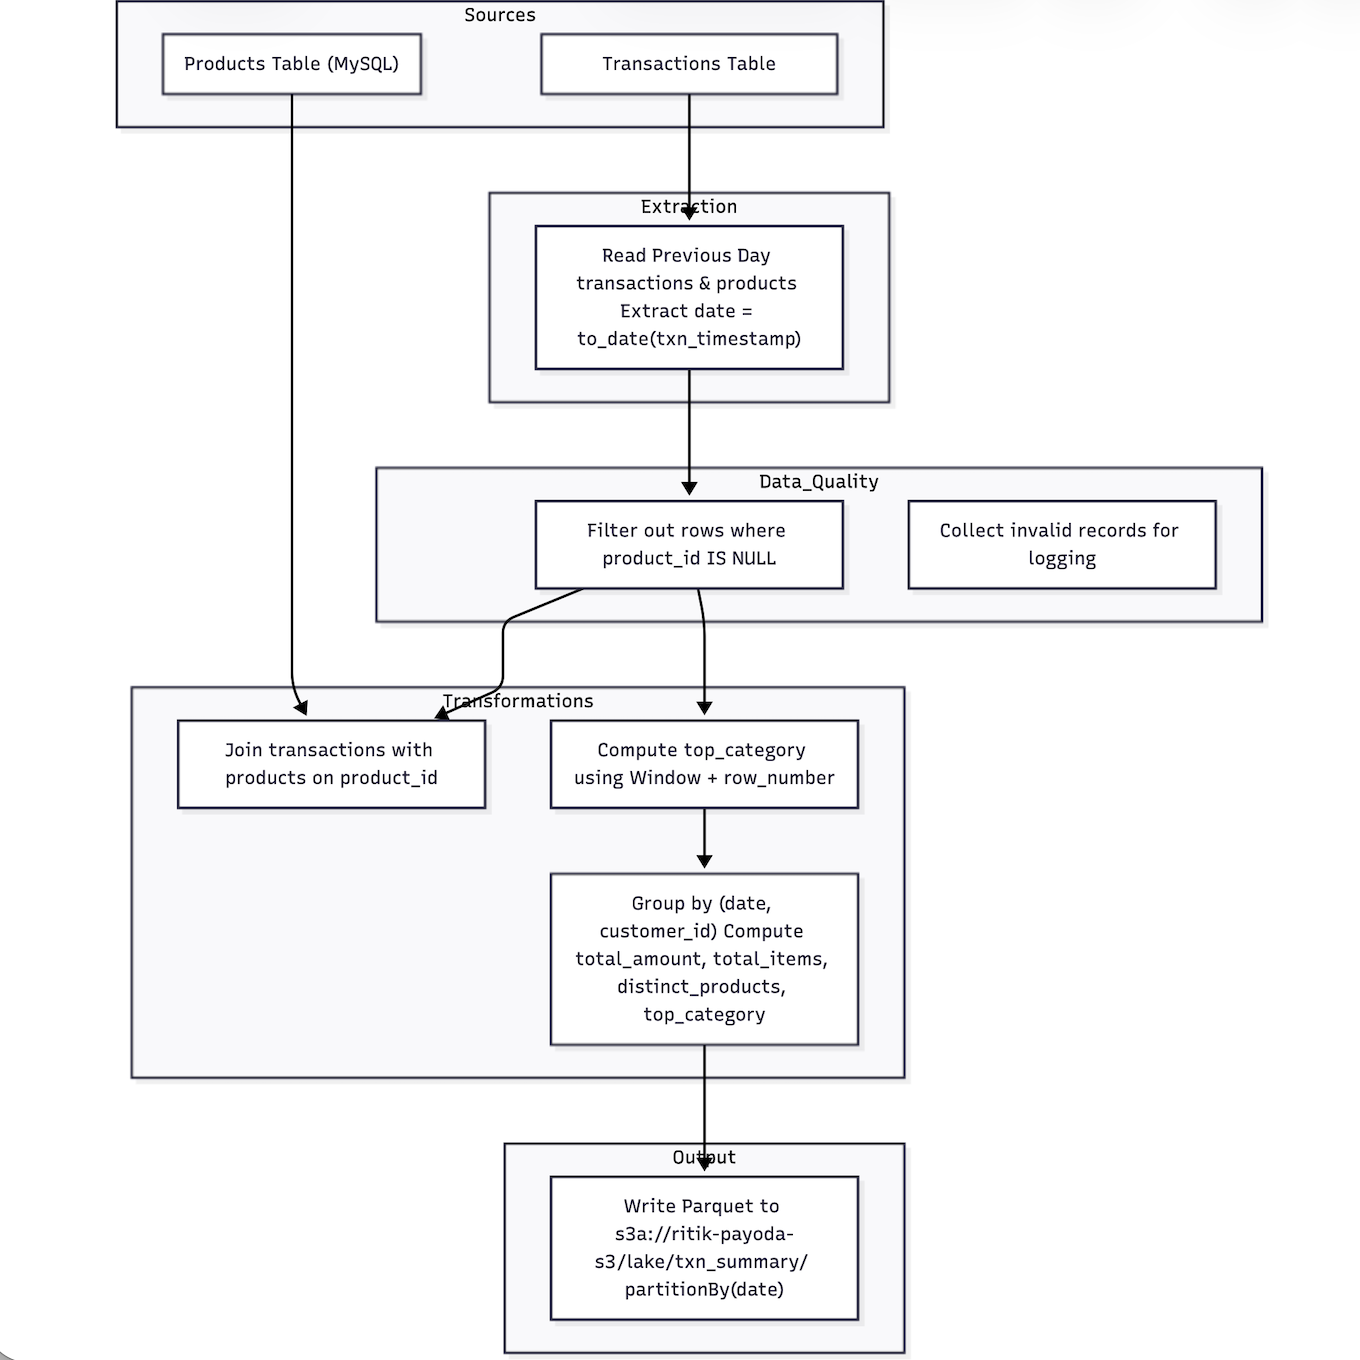 Sources
Products Table (MySQL)
Transactions Table
Extraction
Read Previous Day
transactions & products
Extract date =
to_date(txn_timestamp)
Data_Quality
Filter out rows where
product_id IS NULL
Collect invalid records for
logging
Transformations
Join transactions with
products on product_id
Compute top_category
using Window + row_number
Group by (date,
customer_id) Compute
total_amount, total_items,
distinct_products,
top_category
Output
Write Parquet to
s3a://ritik-payoda-
s3/lake/txn_summary/
partitionBy(date)